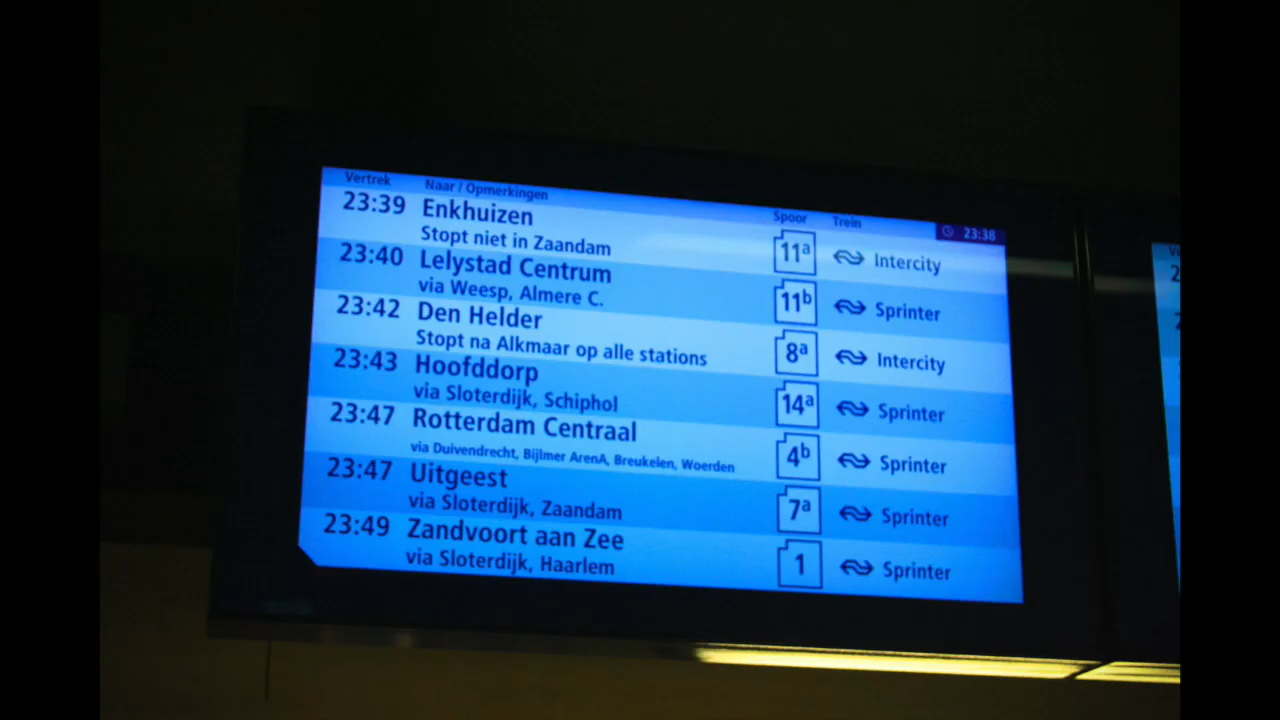 Vertrek Naar / Opmerkingen Spoor Trein 23:38
23:39 Enkhuizen 11a Intercity
Stopt niet in Zaandam
23:40 Lelystad Centrum 11b Sprinter
via Weesp, Almere C.
23:42 Den Helder 8a Intercity
Stopt na Alkmaar op alle stations
23:43 Hoofddorp 14a Sprinter
via Sloterdijk, Schiphol
23:47 Rotterdam Centraal 4b Sprinter
via Duivendrecht, Bijlmer ArenA, Breukelen, Woerden
23:47 Uitgeest 7a Sprinter
via Sloterdijk, Zaandam
23:49 Zandvoort aan Zee 1 Sprinter
via Sloterdijk, Haarlem